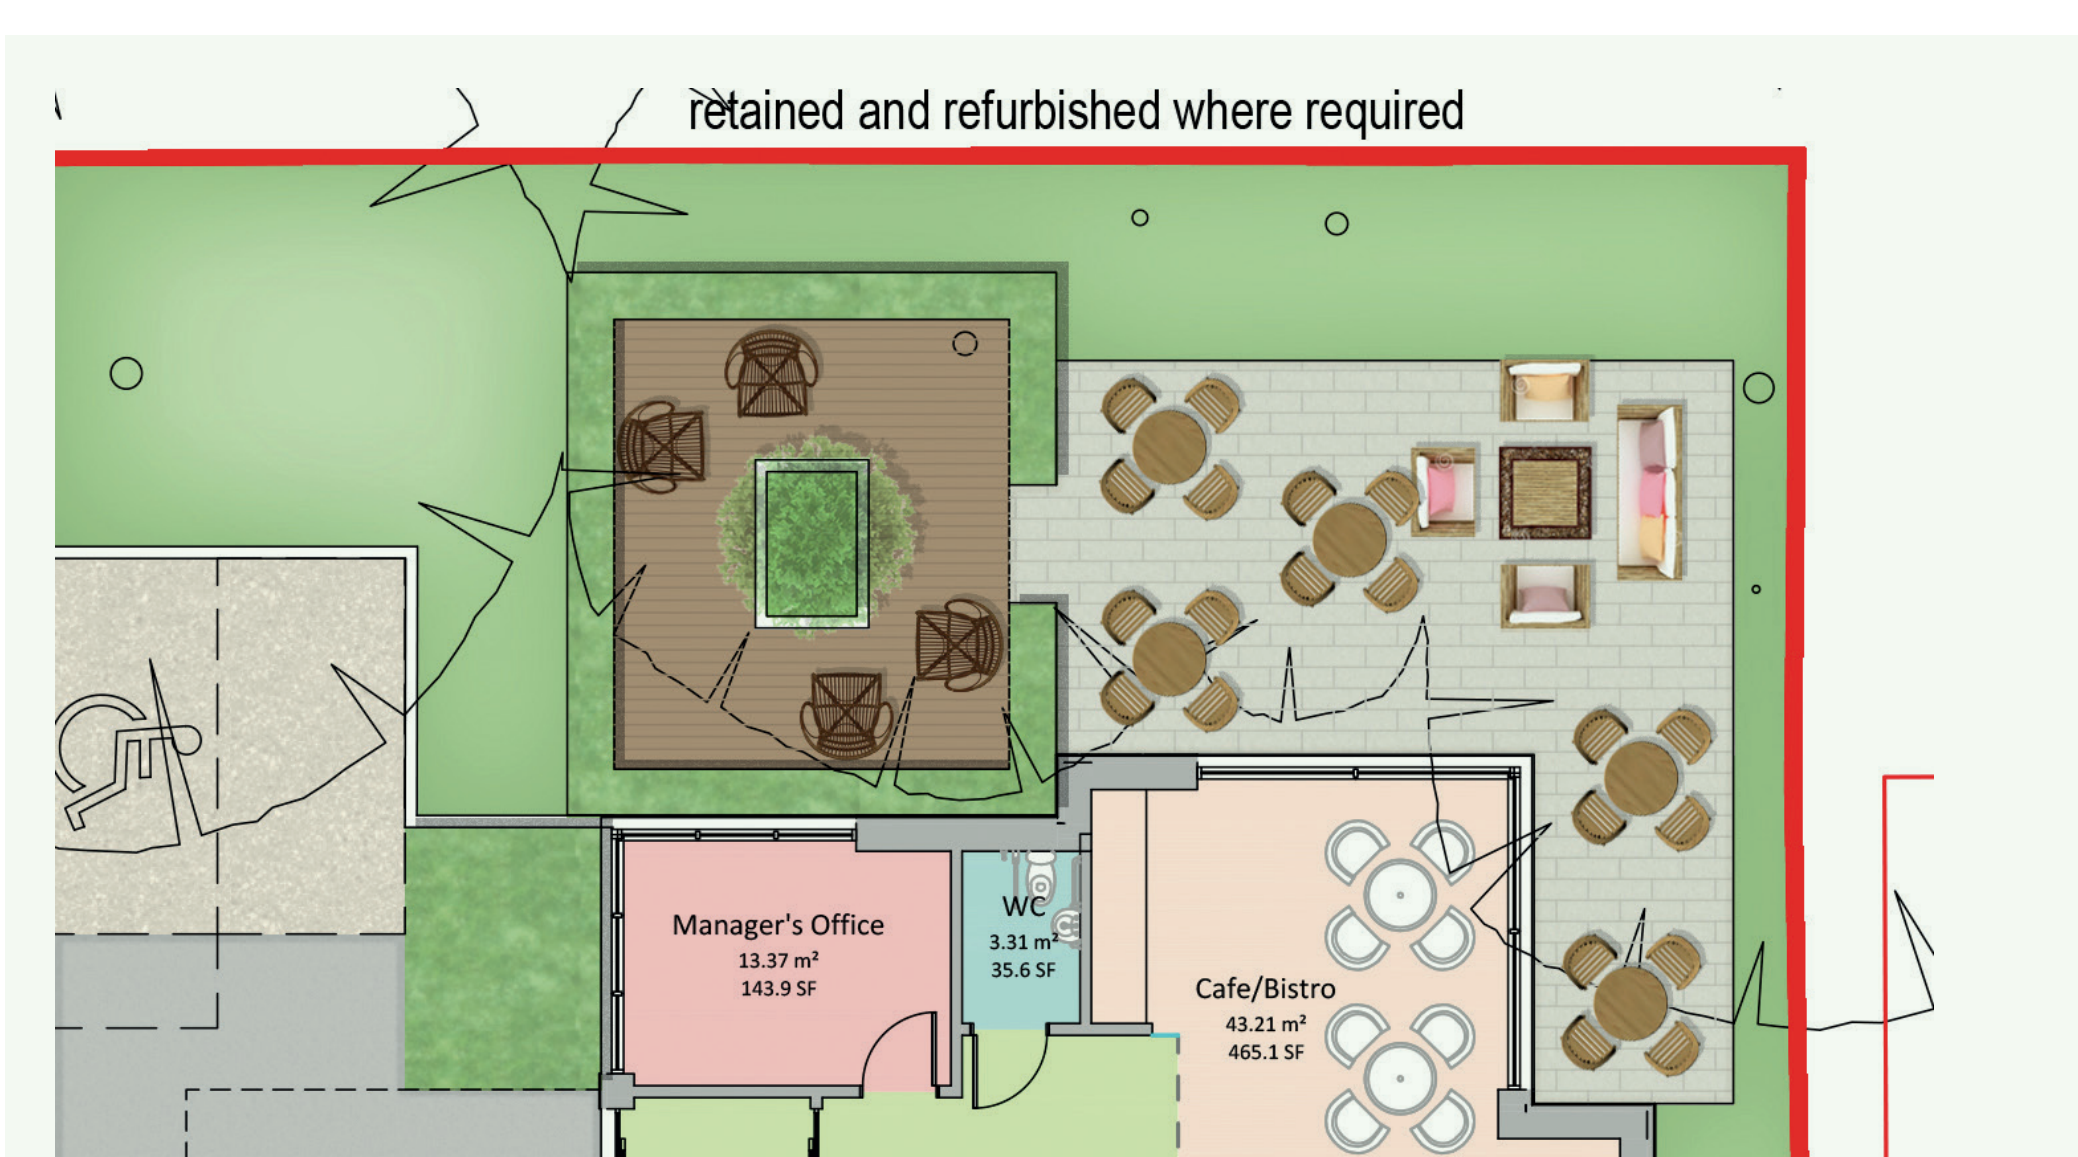 retained and refurbished where required
Manager's Office
13.37 m²
143.9 SF
WC
3.31 m²
35.6 SF
Cafe/Bistro
43.21 m²
465.1 SF